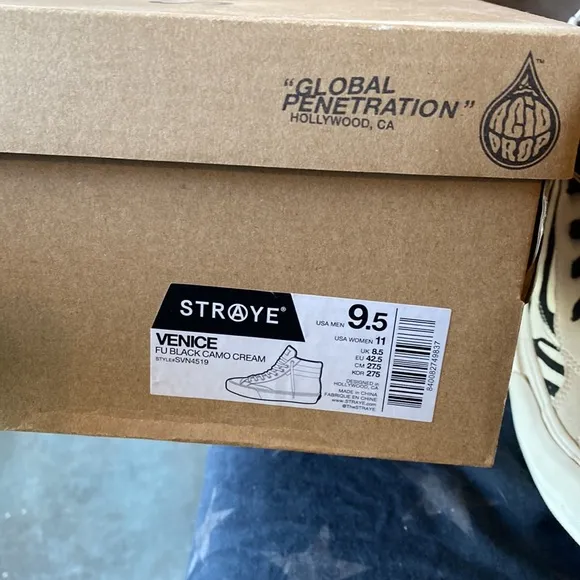 “GLOBAL
PENETRATION”
HOLLYWOOD, CA
ACID
DROP
™
STRAYE®
VENICE
FU BLACK CAMO CREAM
STYLE#SVN4519
USA MEN 9.5
USA WOMEN 11
UK 8.5
EU 42.5
CM 27.5
KOR 275
DESIGNED IN
HOLLYWOOD, CA
MADE IN CHINA
FABRIQUE EN CHINE
www.STRAYE.com
@TheSTRAYE